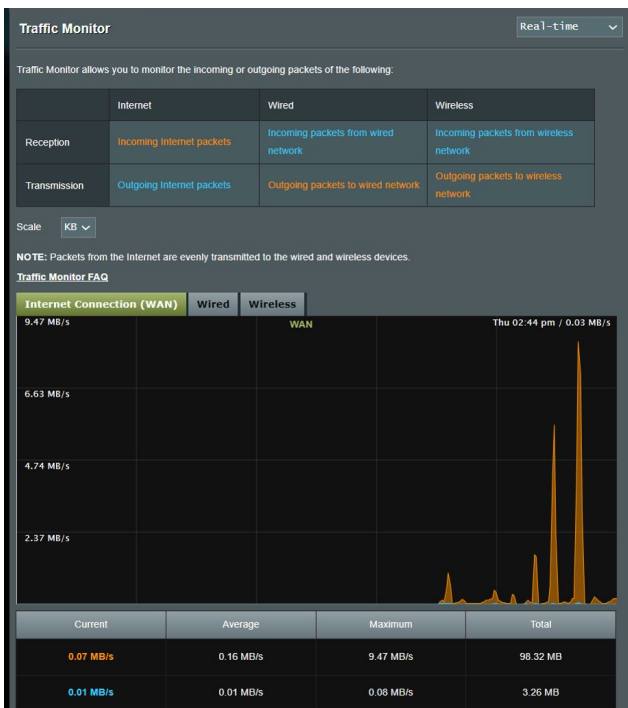 Traffic Monitor
Real-time
Traffic Monitor allows you to monitor the incoming or outgoing packets of the following:
Internet Wired Wireless
Reception Incoming Internet packets Incoming packets from wired network Incoming packets from wireless network
Transmission Outgoing Internet packets Outgoing packets to wired network Outgoing packets to wireless network
Scale KB
NOTE: Packets from the Internet are evenly transmitted to the wired and wireless devices.
Traffic Monitor FAQ
Internet Connection (WAN) Wired Wireless
9.47 MB/s WAN Thu 02:44 pm / 0.03 MB/s
6.63 MB/s
4.74 MB/s
2.37 MB/s
Current Average Maximum Total
0.07 MB/s 0.16 MB/s 9.47 MB/s 98.32 MB
0.01 MB/s 0.01 MB/s 0.08 MB/s 3.26 MB